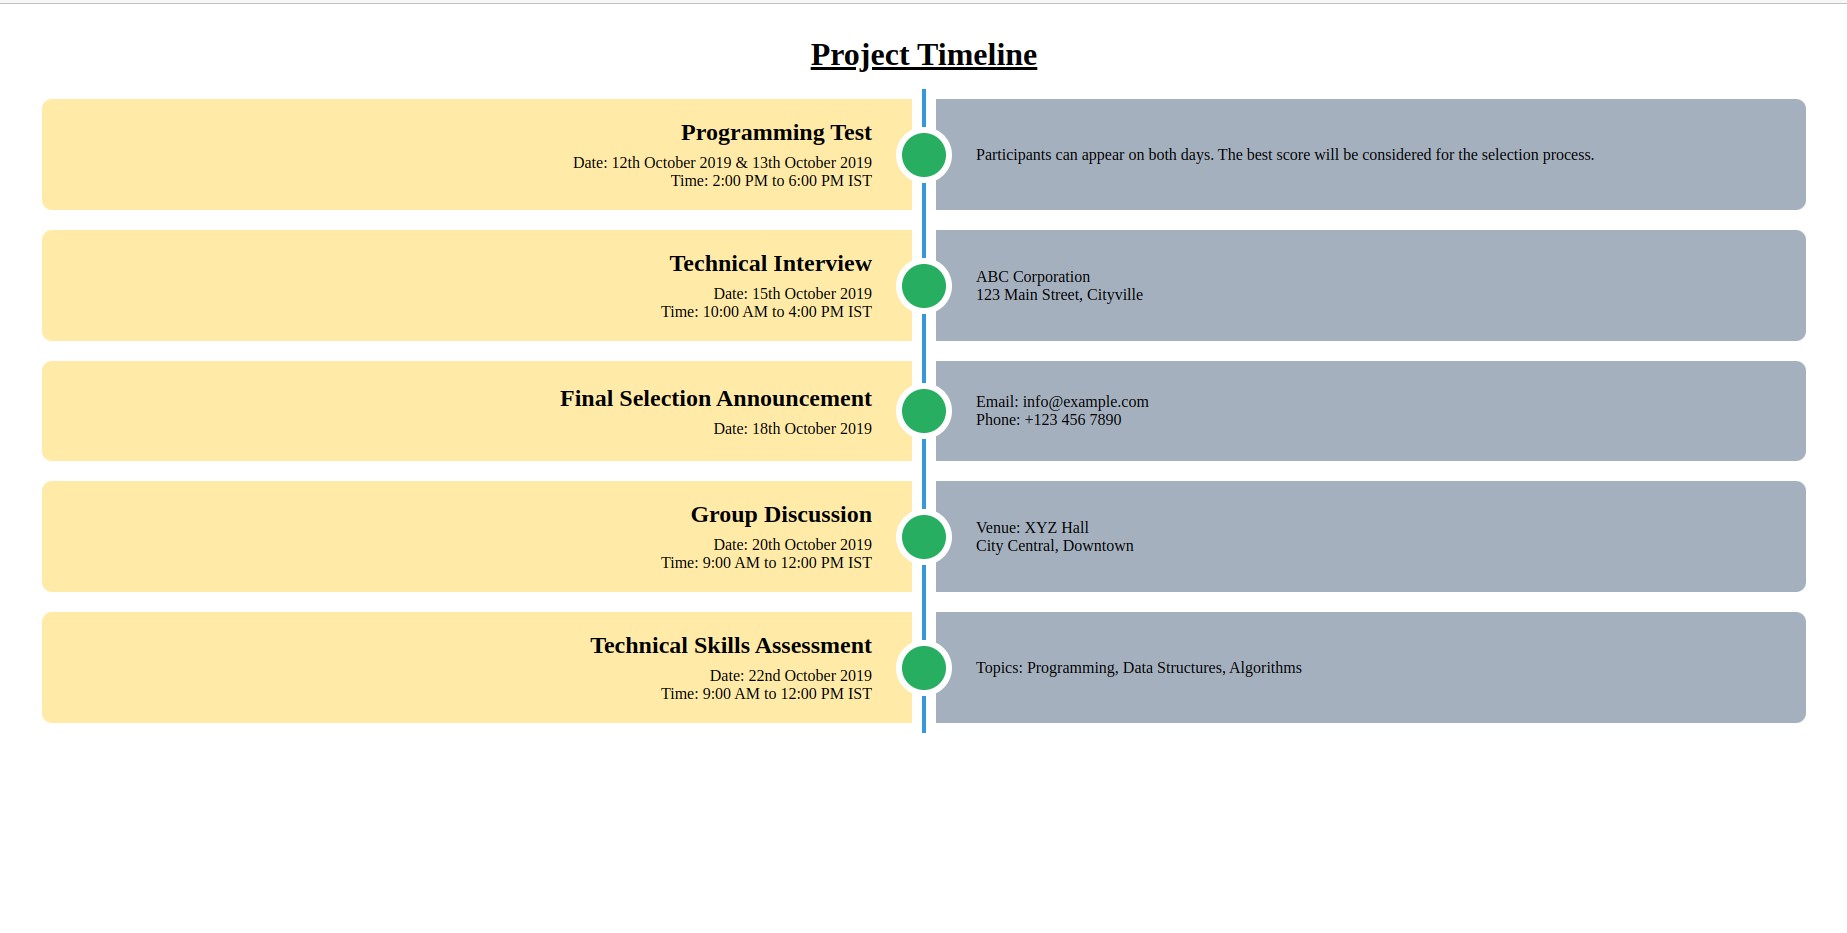 Project Timeline
Programming Test
Date: 12th October 2019 & 13th October 2019
Time: 2:00 PM to 6:00 PM IST
Participants can appear on both days. The best score will be considered for the selection process.
Technical Interview
Date: 15th October 2019
Time: 10:00 AM to 4:00 PM IST
ABC Corporation
123 Main Street, Cityville
Final Selection Announcement
Date: 18th October 2019
Email: info@example.com
Phone: +123 456 7890
Group Discussion
Date: 20th October 2019
Time: 9:00 AM to 12:00 PM IST
Venue: XYZ Hall
City Central, Downtown
Technical Skills Assessment
Date: 22nd October 2019
Time: 9:00 AM to 12:00 PM IST
Topics: Programming, Data Structures, Algorithms